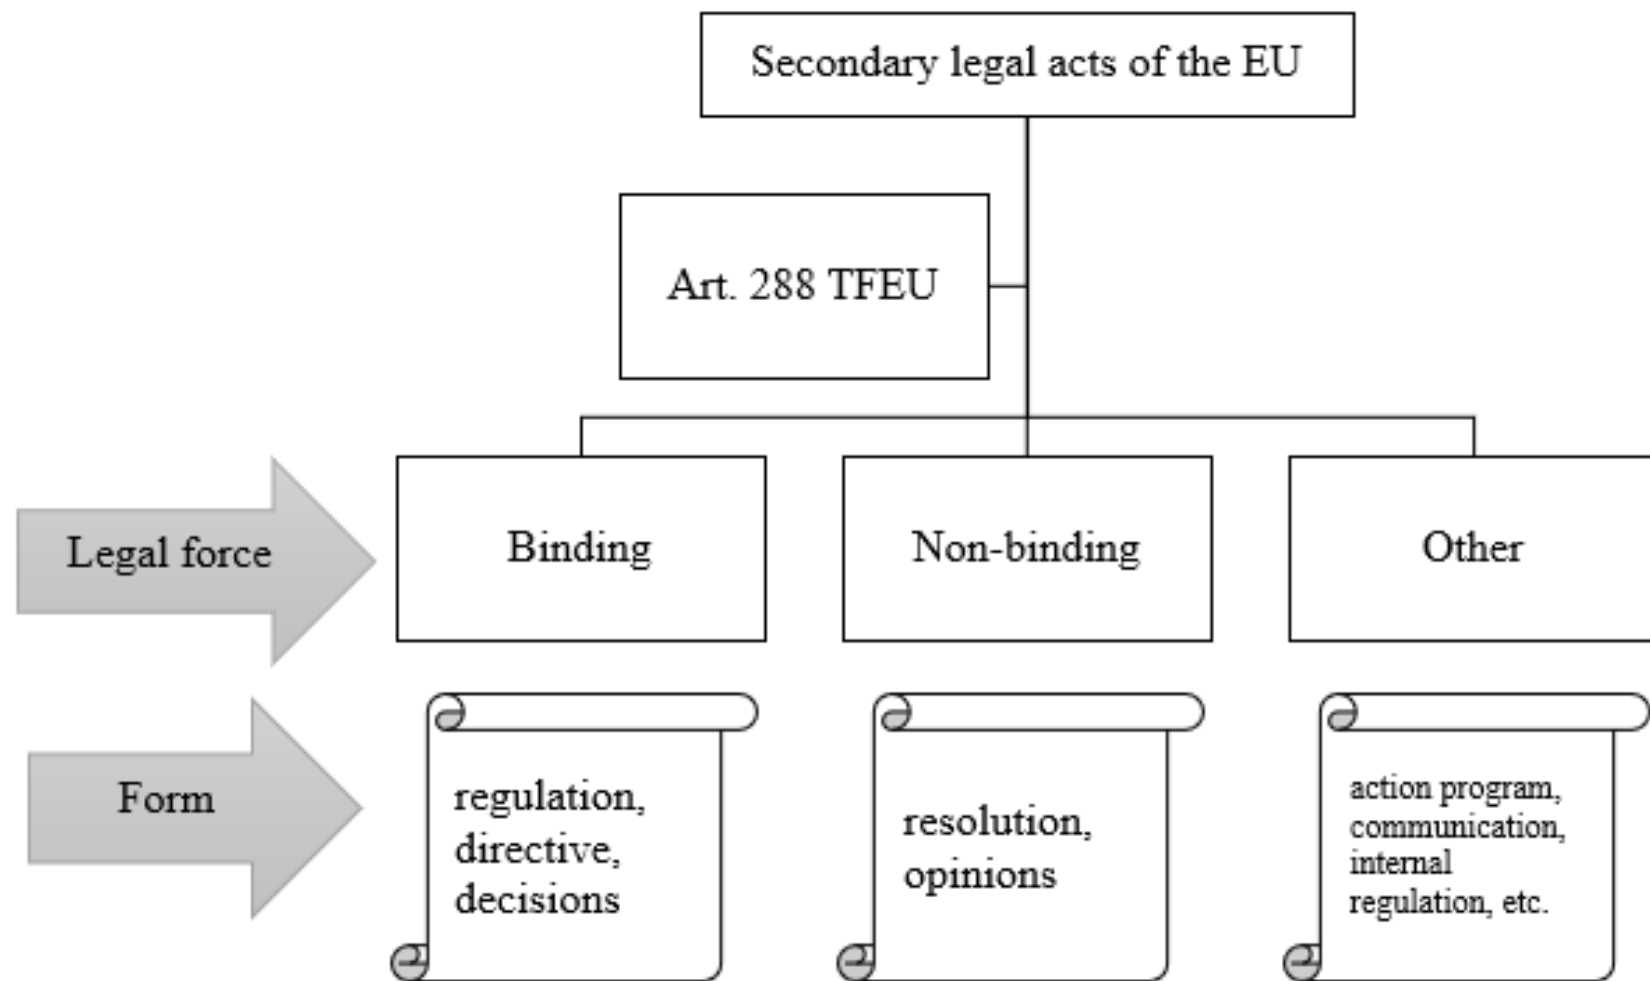 Secondary legal acts of the EU
Art. 288 TFEU
Legal force
Binding
Non-binding
Other
Form
regulation,
directive,
decisions
resolution,
opinions
action program,
communication,
internal
regulation, etc.